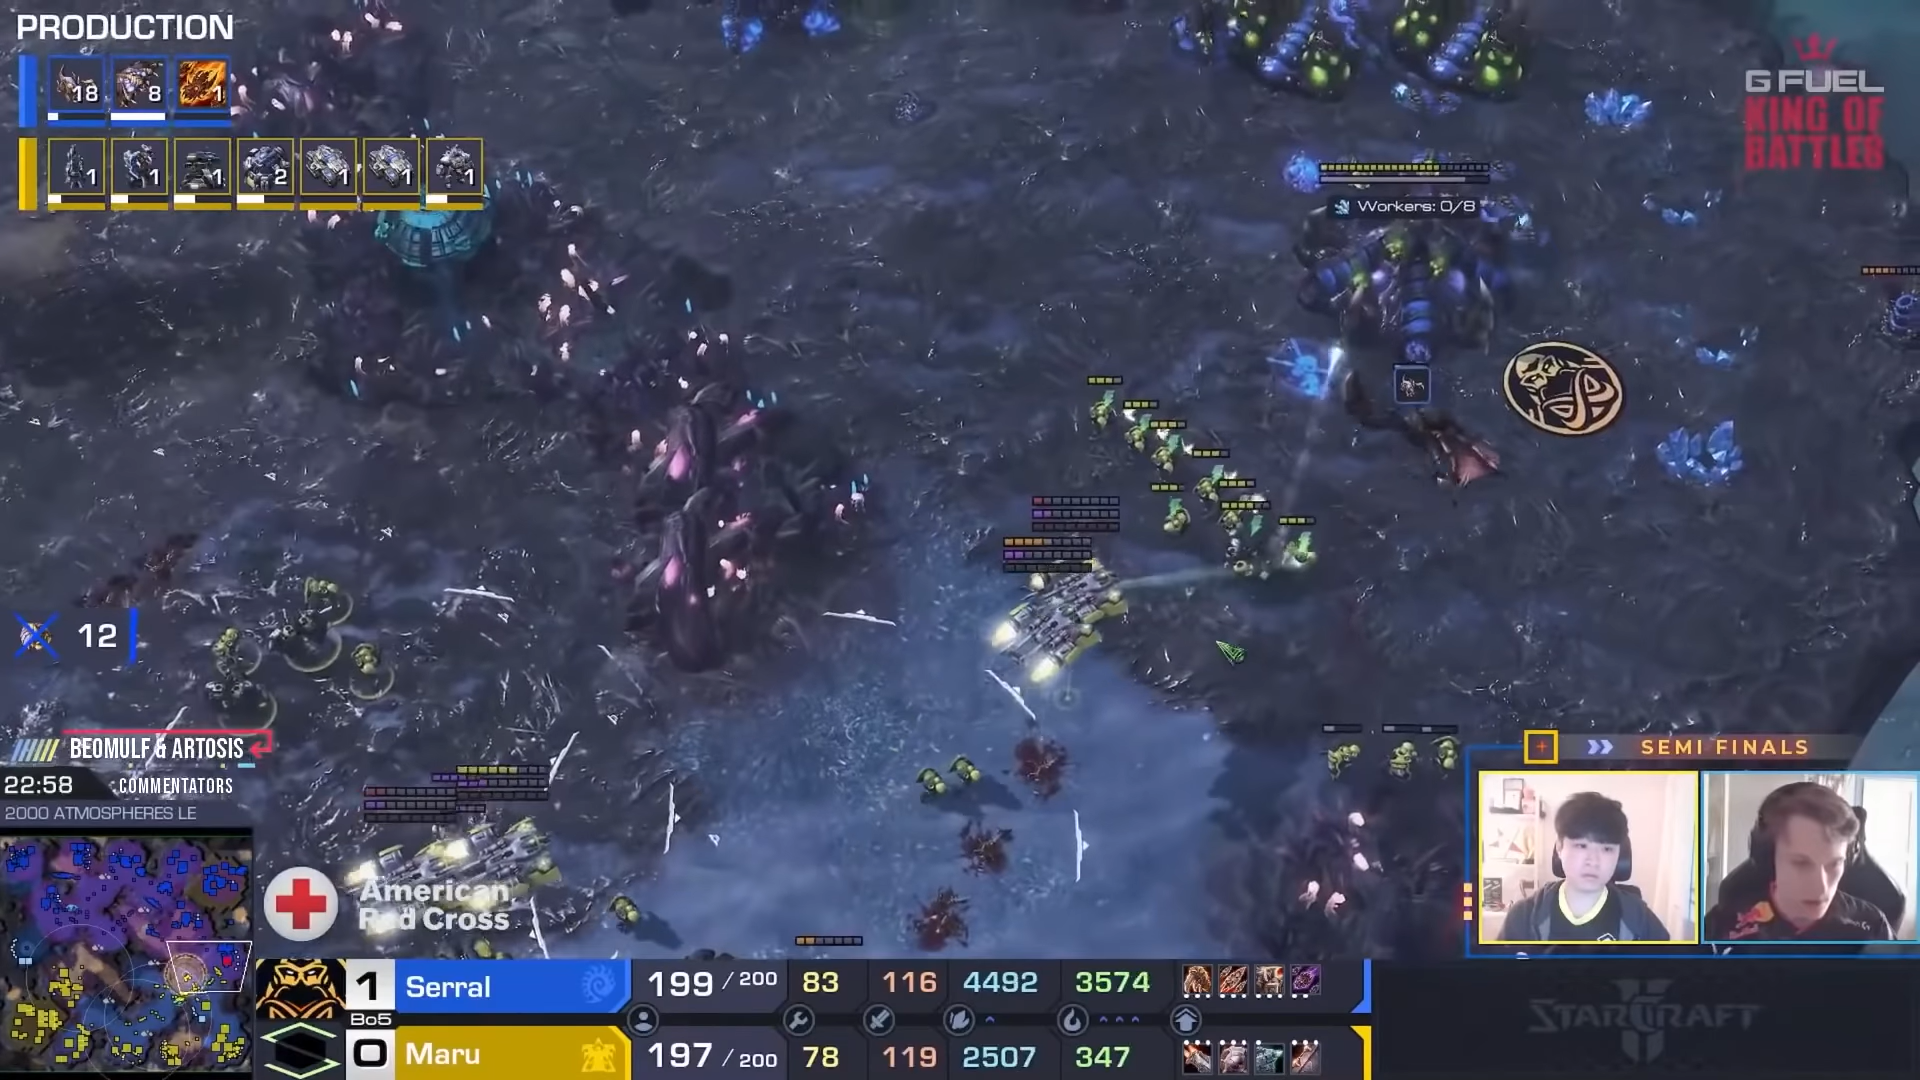 PRODUCTION
18 8 1
1 1 1 2 1 1 1
G FUEL
KING OF
BATTLES
Workers: 0/8
12
BEOMULF & ARTOSIS
22:58 COMMENTATORS
2000 ATMOSPHERES LE
American
Red Cross
SEMI FINALS
1 Serral 199 / 200 83 116 4492 3574
Bo5
0 Maru 197 / 200 78 119 2507 347
STARCRAFT
II